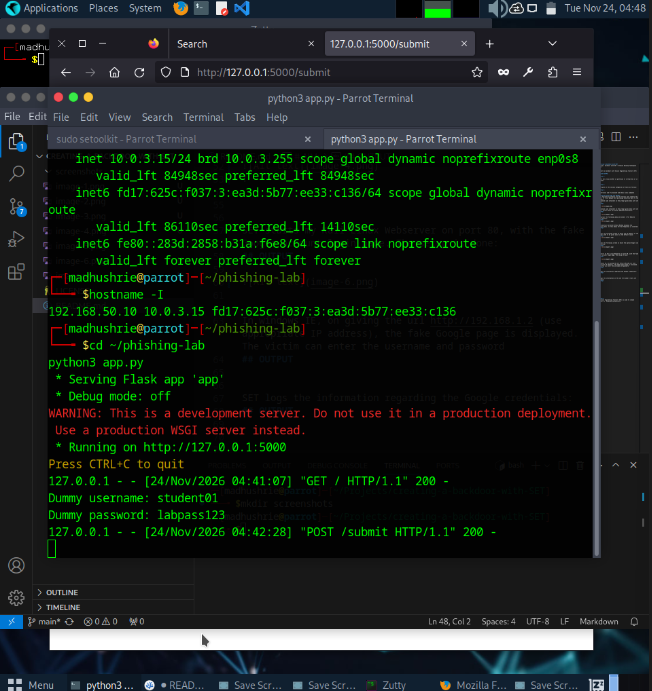 Applications Places System
Tue Nov 24, 04:48
Search
127.0.0.1:5000/submit
http://127.0.0.1:5000/submit
python3 app.py - Parrot Terminal
File Edit
File Edit View Search Terminal Tabs Help
sudo setoolkit - Parrot Terminal
python3 app.py - Parrot Terminal
inet 10.0.3.15/24 brd 10.0.3.255 scope global dynamic noprefixroute enp0s8
valid_lft 84948sec preferred_lft 84948sec
inet6 fd17:625c:f037:3:ea3d:5b77:ee33:c136/64 scope global dynamic noprefixr
oute
valid_lft 86110sec preferred_lft 14110sec
inet6 fe80::283d:2858:b31a:f6e8/64 scope link noprefixroute
valid_lft forever preferred_lft forever
[madhushrie@parrot]-[~/phishing-lab]
$hostname -I
192.168.50.10 10.0.3.15 fd17:625c:f037:3:ea3d:5b77:ee33:c136
[madhushrie@parrot]-[~/phishing-lab]
$cd ~/phishing-lab
python3 app.py
* Serving Flask app 'app'
* Debug mode: off
WARNING: This is a development server. Do not use it in a production deployment.
Use a production WSGI server instead.
* Running on http://127.0.0.1:5000
Press CTRL+C to quit
127.0.0.1 - - [24/Nov/2026 04:41:07] "GET / HTTP/1.1" 200 -
Dummy username: student01
Dummy password: labpass123
127.0.0.1 - - [24/Nov/2026 04:42:28] "POST /submit HTTP/1.1" 200 -
OUTLINE
TIMELINE
main* 0 0 0 Ln 48, Col 2 Spaces: 4 UTF-8 LF Markdown
Menu python3 ... READ... Save Scr... Save Scr... Zutty Mozilla F... Save Scr...